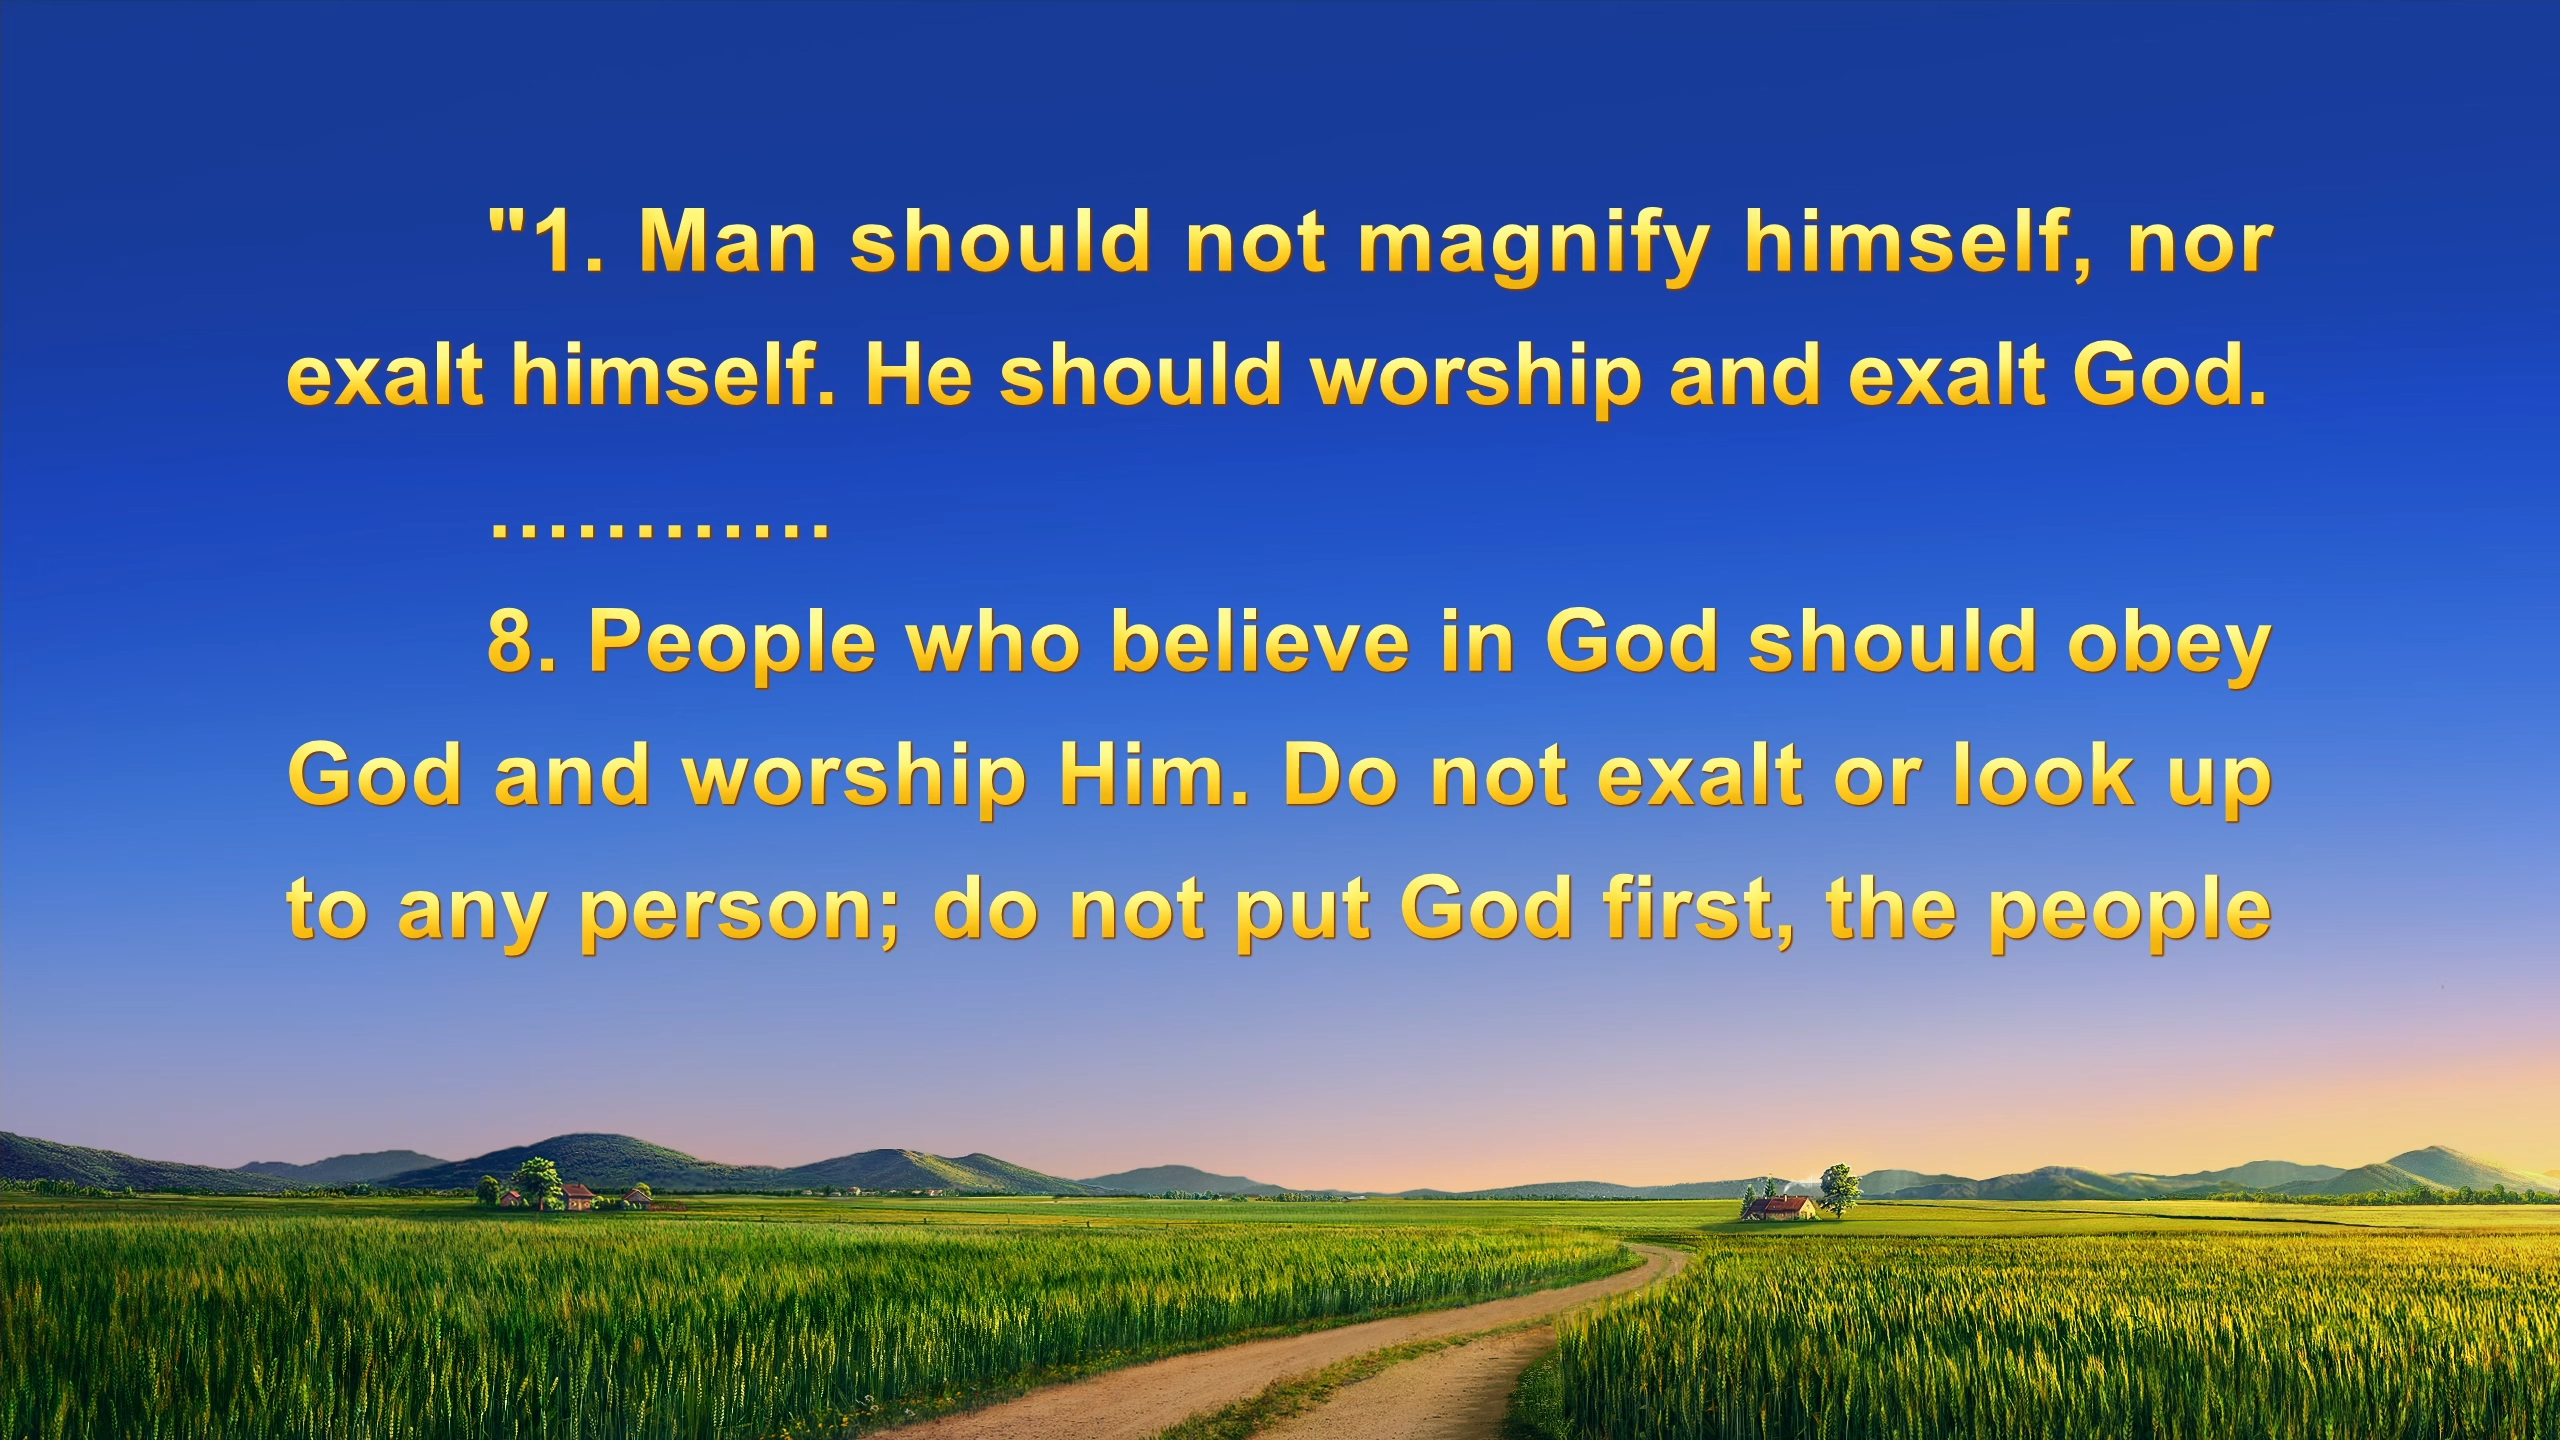 "1. Man should not magnify himself, nor
exalt himself. He should worship and exalt God.
............
8. People who believe in God should obey
God and worship Him. Do not exalt or look up
to any person; do not put God first, the people